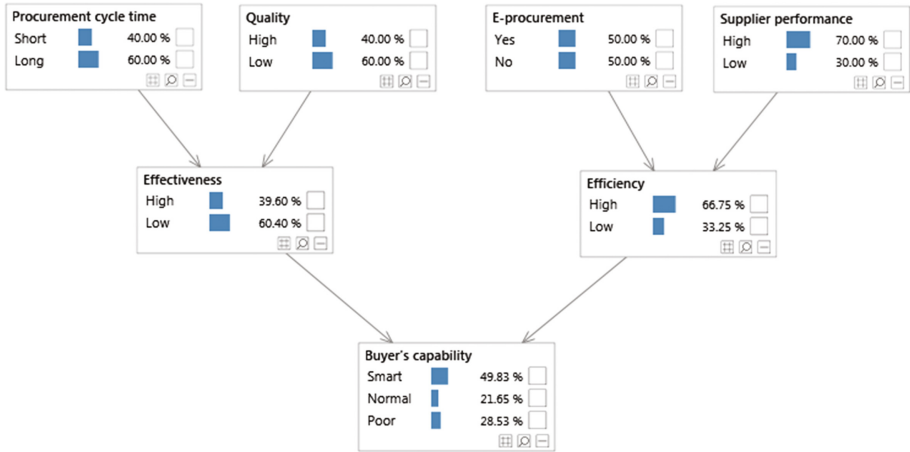 Procurement cycle time
Short 40.00 %
Long 60.00 %
Quality
High 40.00 %
Low 60.00 %
E-procurement
Yes 50.00 %
No 50.00 %
Supplier performance
High 70.00 %
Low 30.00 %
Effectiveness
High 39.60 %
Low 60.40 %
Efficiency
High 66.75 %
Low 33.25 %
Buyer's capability
Smart 49.83 %
Normal 21.65 %
Poor 28.53 %